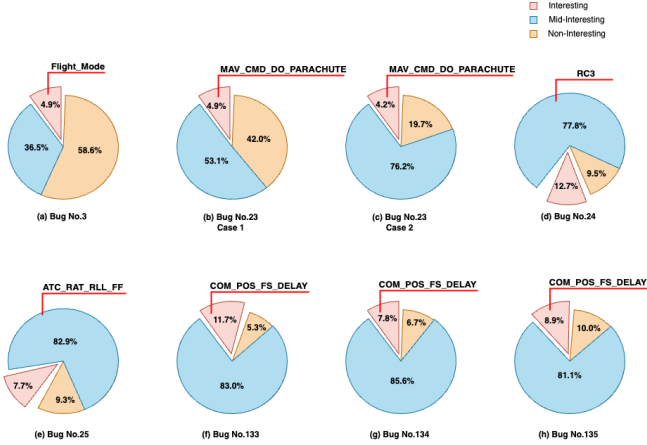 Interesting
Mid-Interesting
Non-Interesting
Flight_Mode
4.9%
36.5%
58.6%
(a) Bug No.3
MAV_CMD_DO_PARACHUTE
4.9%
42.0%
53.1%
(b) Bug No.23
Case 1
MAV_CMD_DO_PARACHUTE
4.2%
19.7%
76.2%
(c) Bug No.23
Case 2
RC3
77.8%
9.5%
12.7%
(d) Bug No.24
ATC_RAT_RLL_FF
82.9%
7.7%
9.3%
(e) Bug No.25
COM_POS_FS_DELAY
11.7%
5.3%
83.0%
(f) Bug No.133
COM_POS_FS_DELAY
7.8%
6.7%
85.6%
(g) Bug No.134
COM_POS_FS_DELAY
8.9%
10.0%
81.1%
(h) Bug No.135